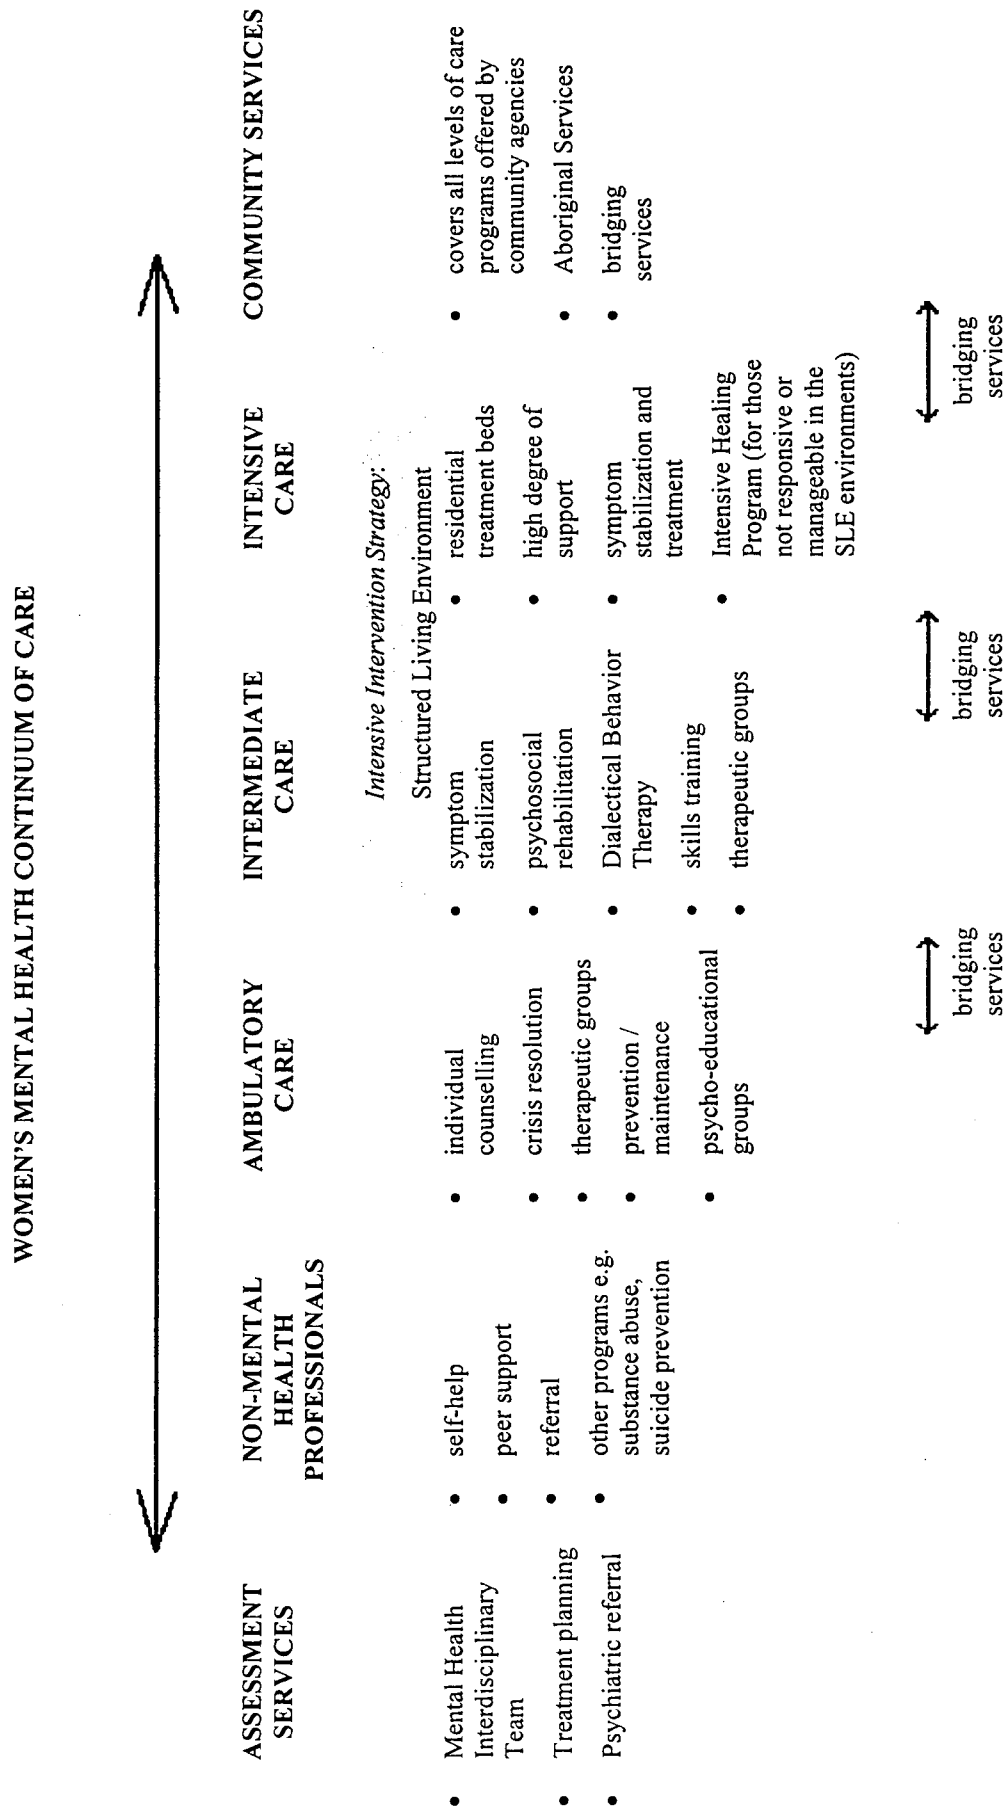 WOMEN'S MENTAL HEALTH CONTINUUM OF CARE
ASSESSMENT
SERVICES
• Mental Health
Interdisciplinary
Team
• Treatment planning
• Psychiatric referral
NON-MENTAL
HEALTH
PROFESSIONALS
• self-help
• peer support
• referral
• other programs e.g.
substance abuse,
suicide prevention
AMBULATORY
CARE
• individual
counselling
• crisis resolution
• therapeutic groups
• prevention /
maintenance
• psycho-educational
groups
INTERMEDIATE
CARE
INTENSIVE
CARE
Intensive Intervention Strategy:
Structured Living Environment
• symptom
stabilization
• psychosocial
rehabilitation
• Dialectical Behavior
Therapy
• skills training
• therapeutic groups
• residential
treatment beds
• high degree of
support
• symptom
stabilization and
treatment
• Intensive Healing
Program (for those
not responsive or
manageable in the
SLE environments)
COMMUNITY SERVICES
• covers all levels of care
programs offered by
community agencies
• Aboriginal Services
• bridging
services
bridging
services
bridging
services
bridging
services